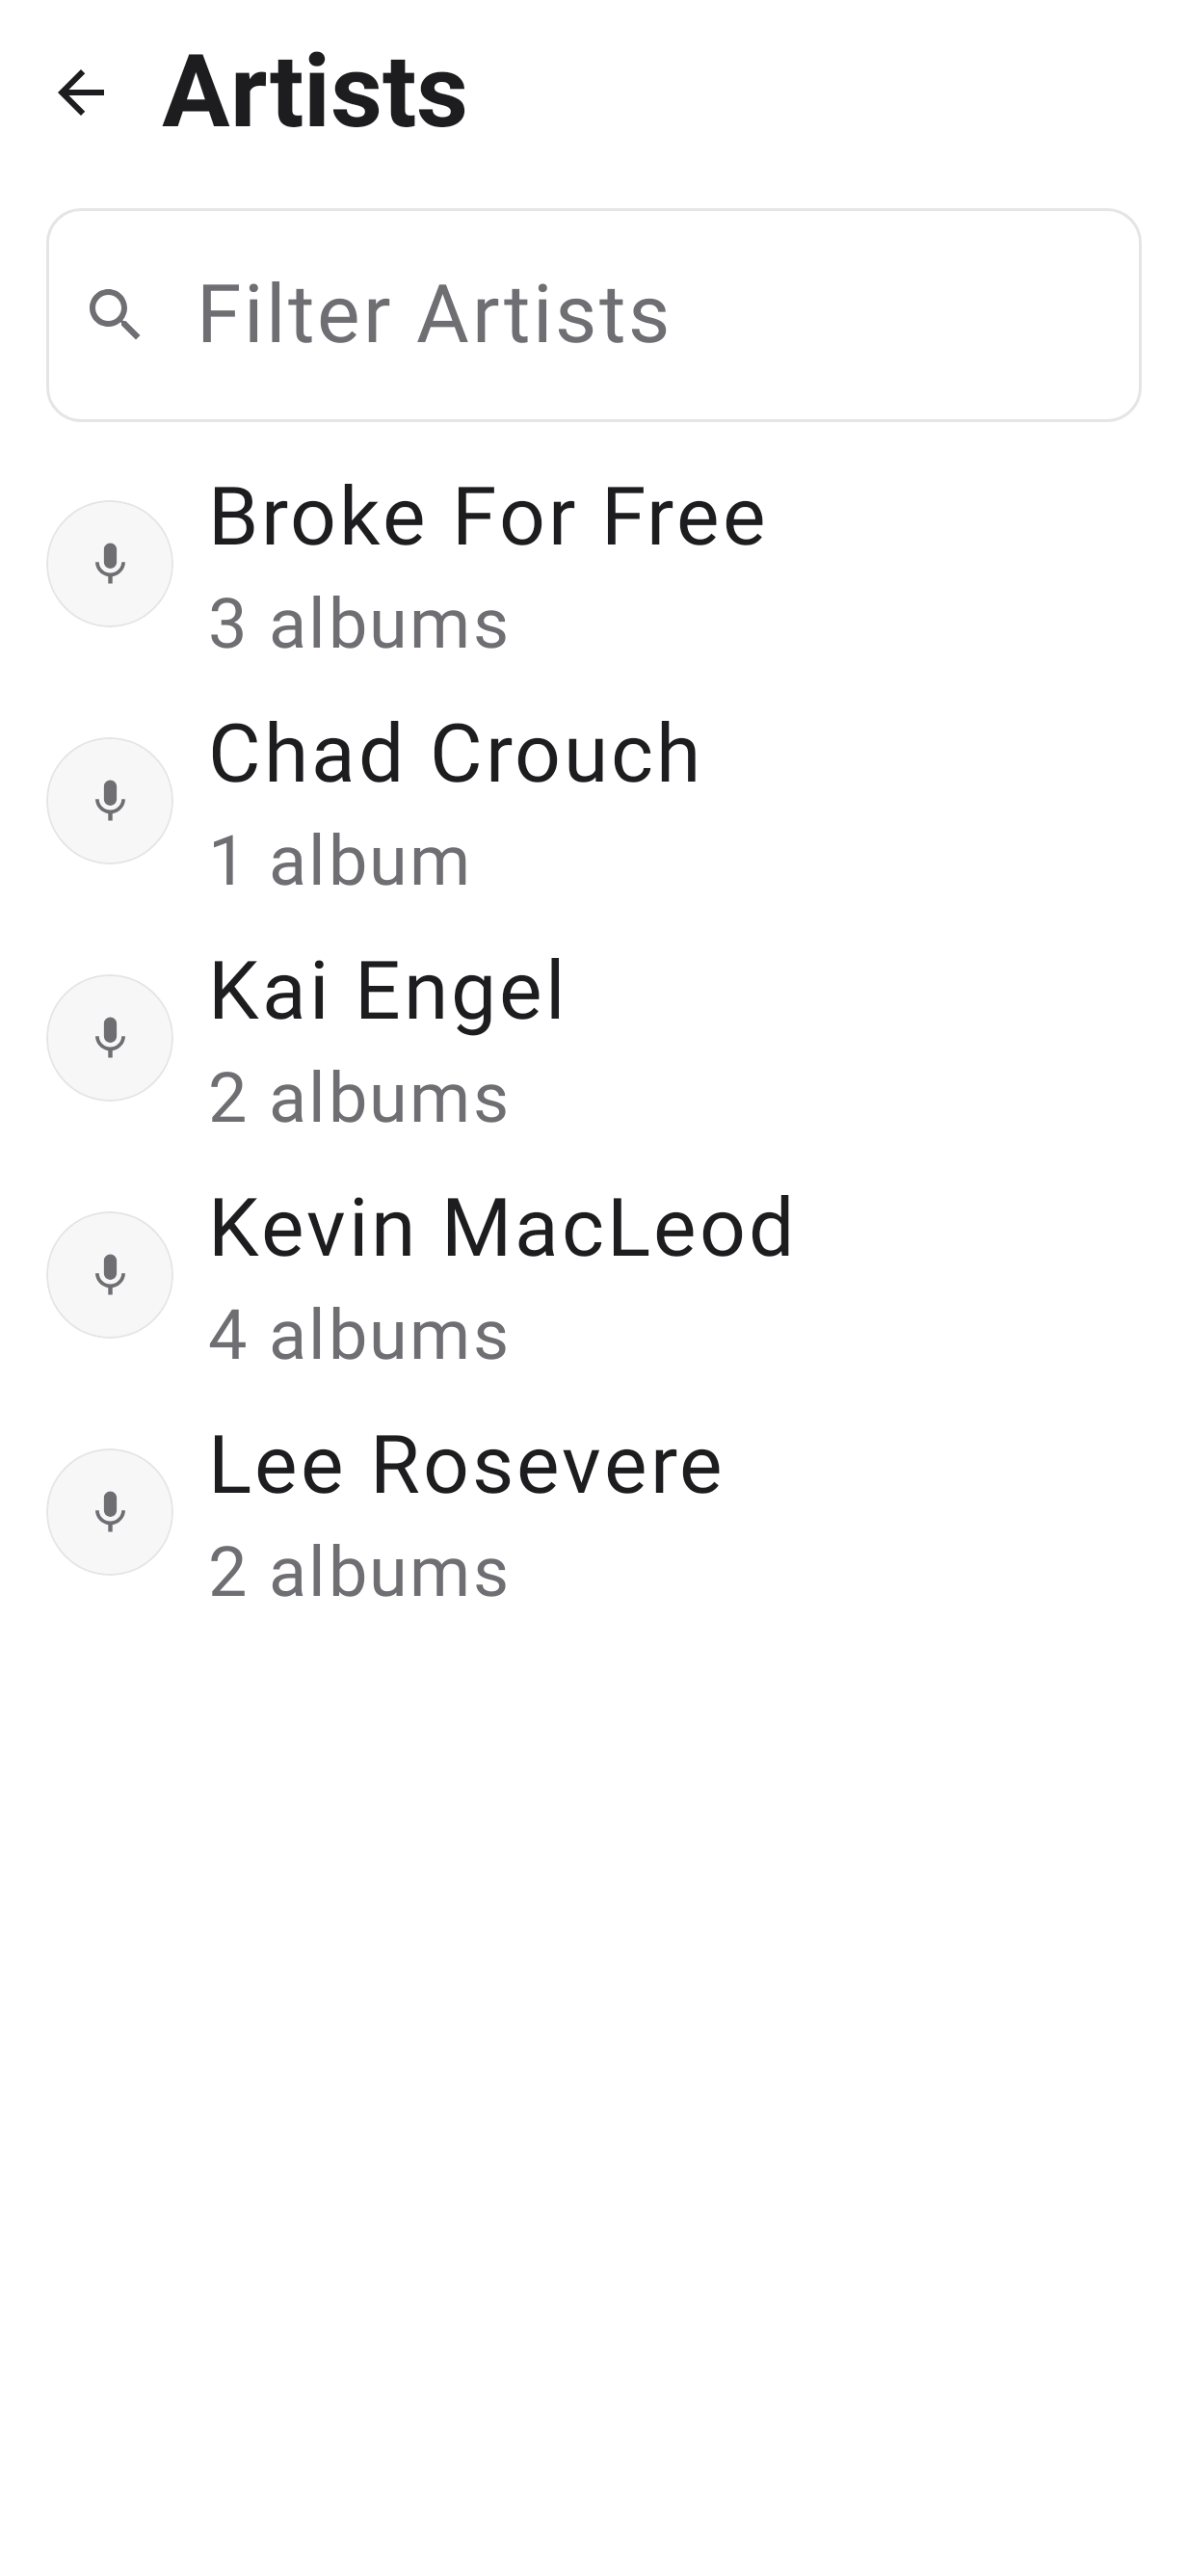 Artists
Filter Artists
Broke For Free
3 albums
Chad Crouch
1 album
Kai Engel
2 albums
Kevin MacLeod
4 albums
Lee Rosevere
2 albums